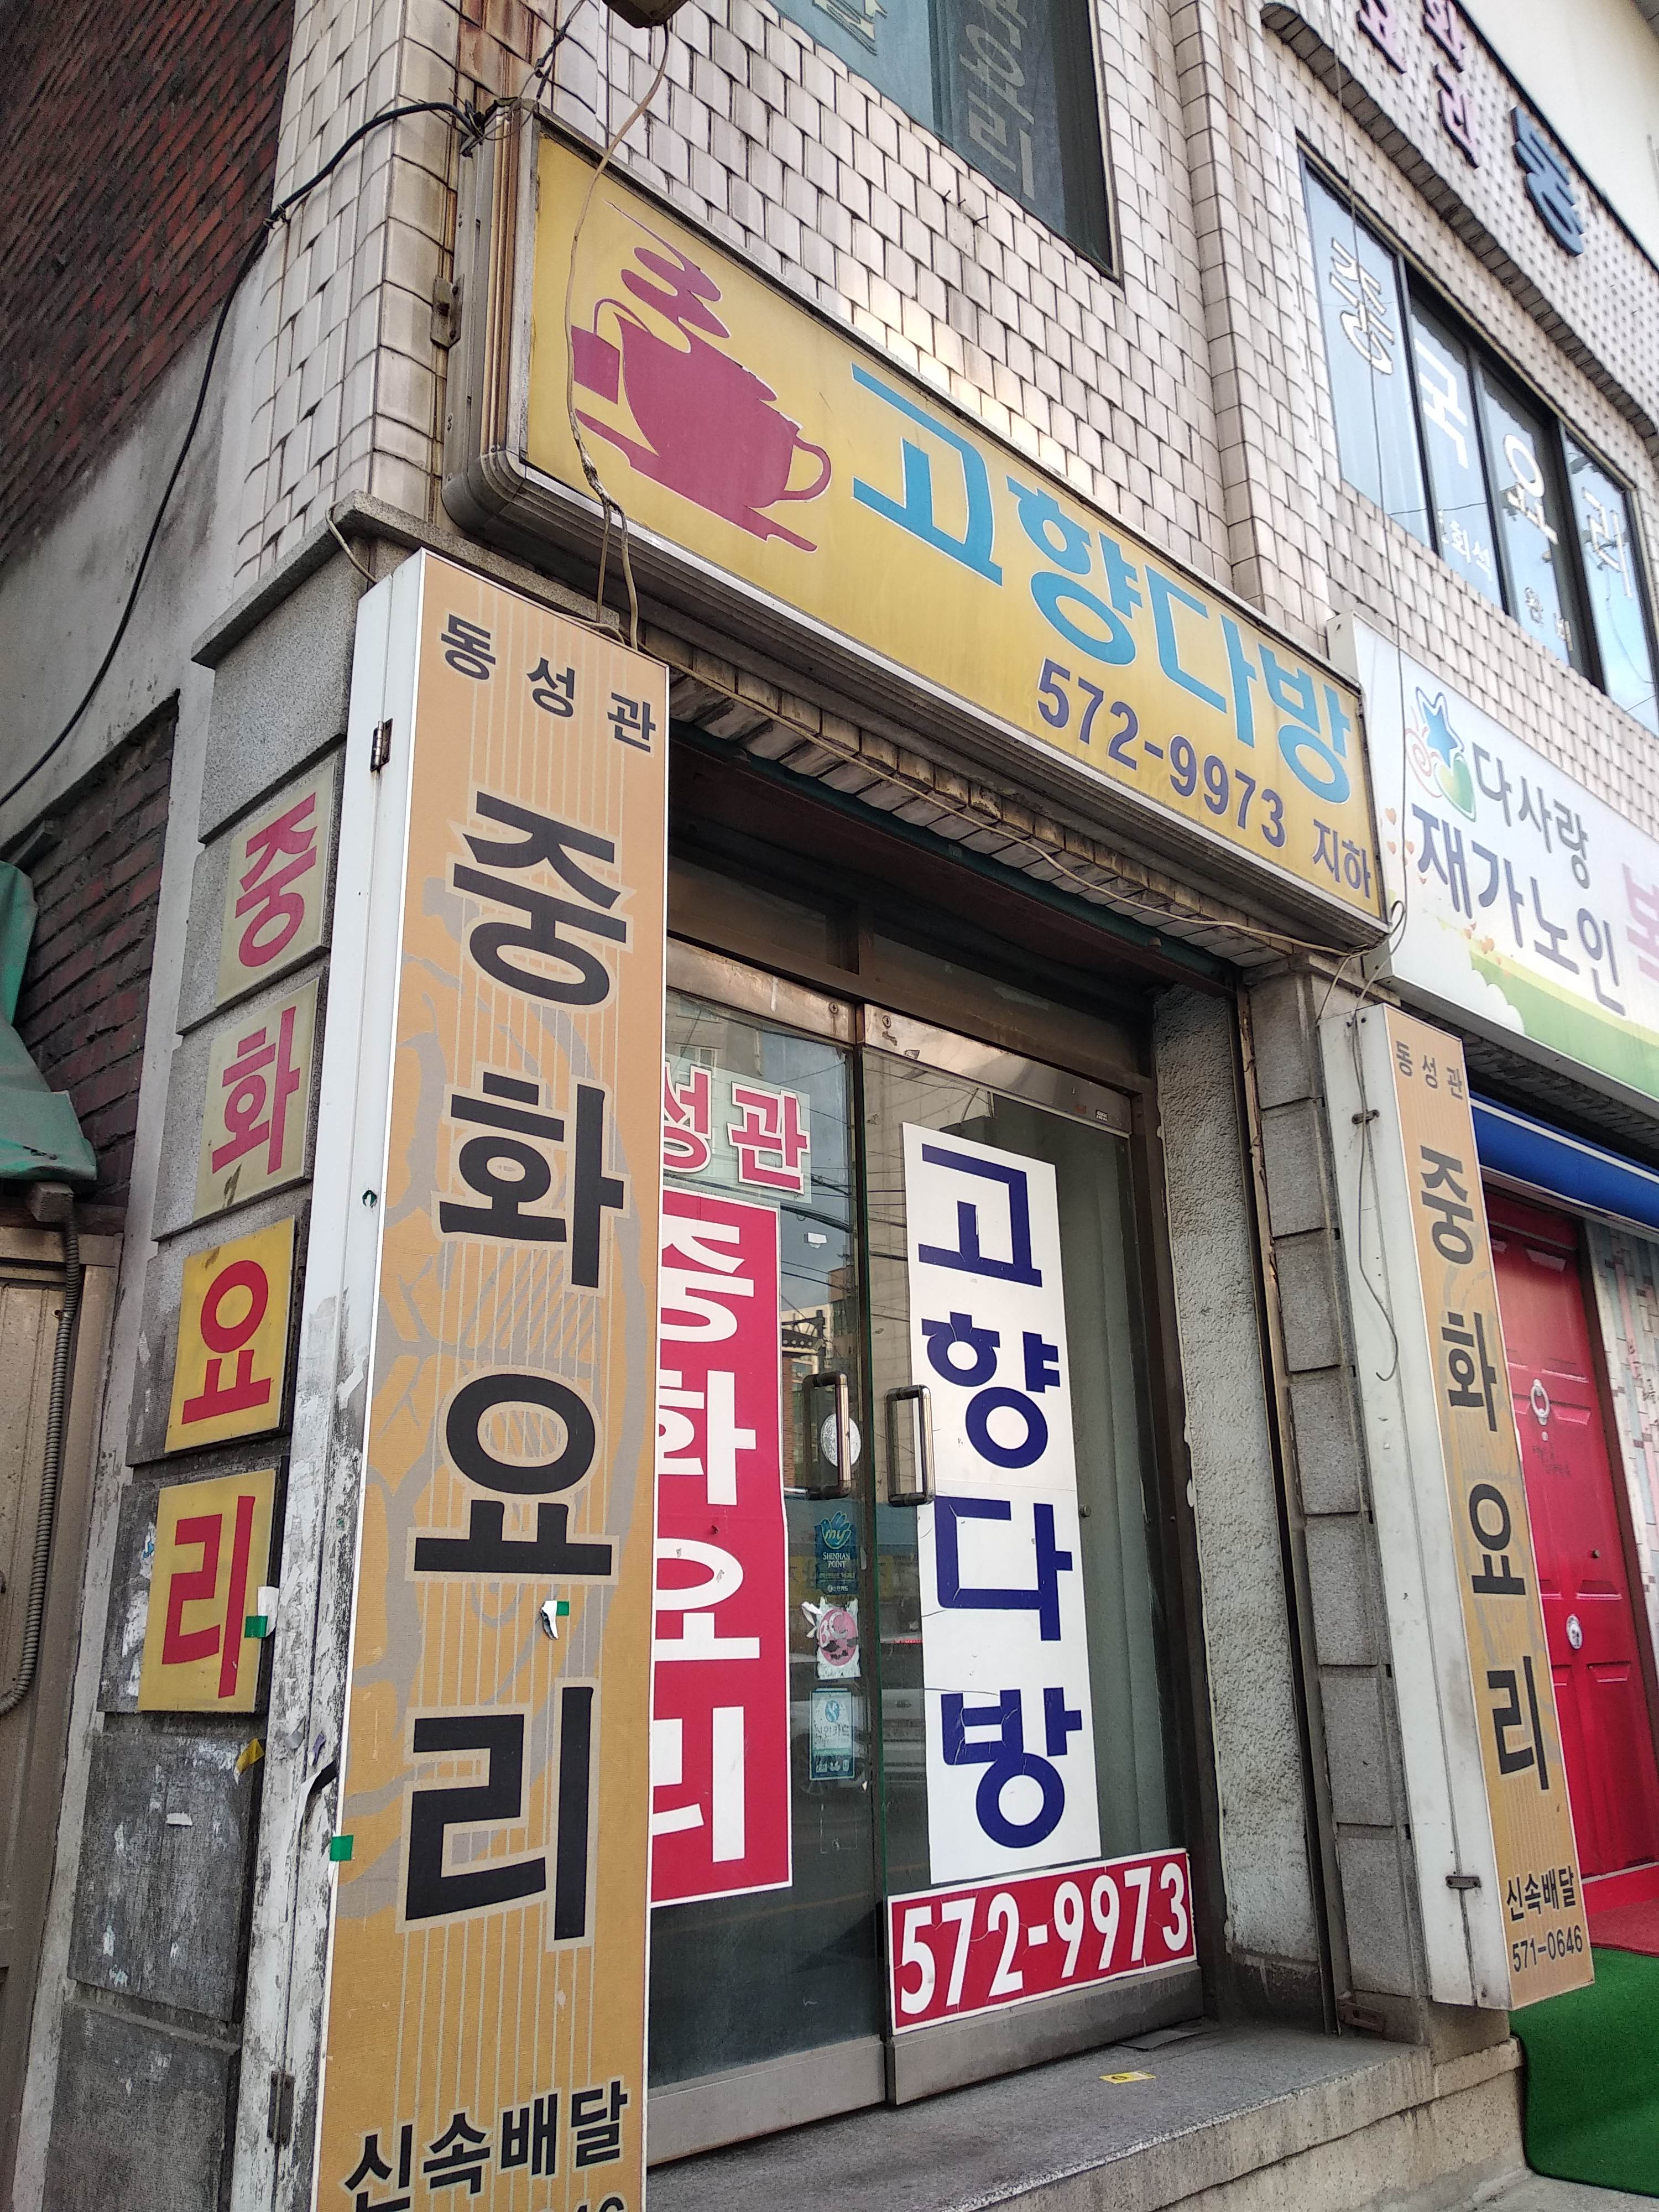 고향다방
572-9973 지하
동성관
중화요리
신속배달
중화요리
성관
중화요리
고향다방
572-9973
SHINHAN
POINT
다사랑
재가노인
동성관
중화요리
신속배달
571-0646
중국요리